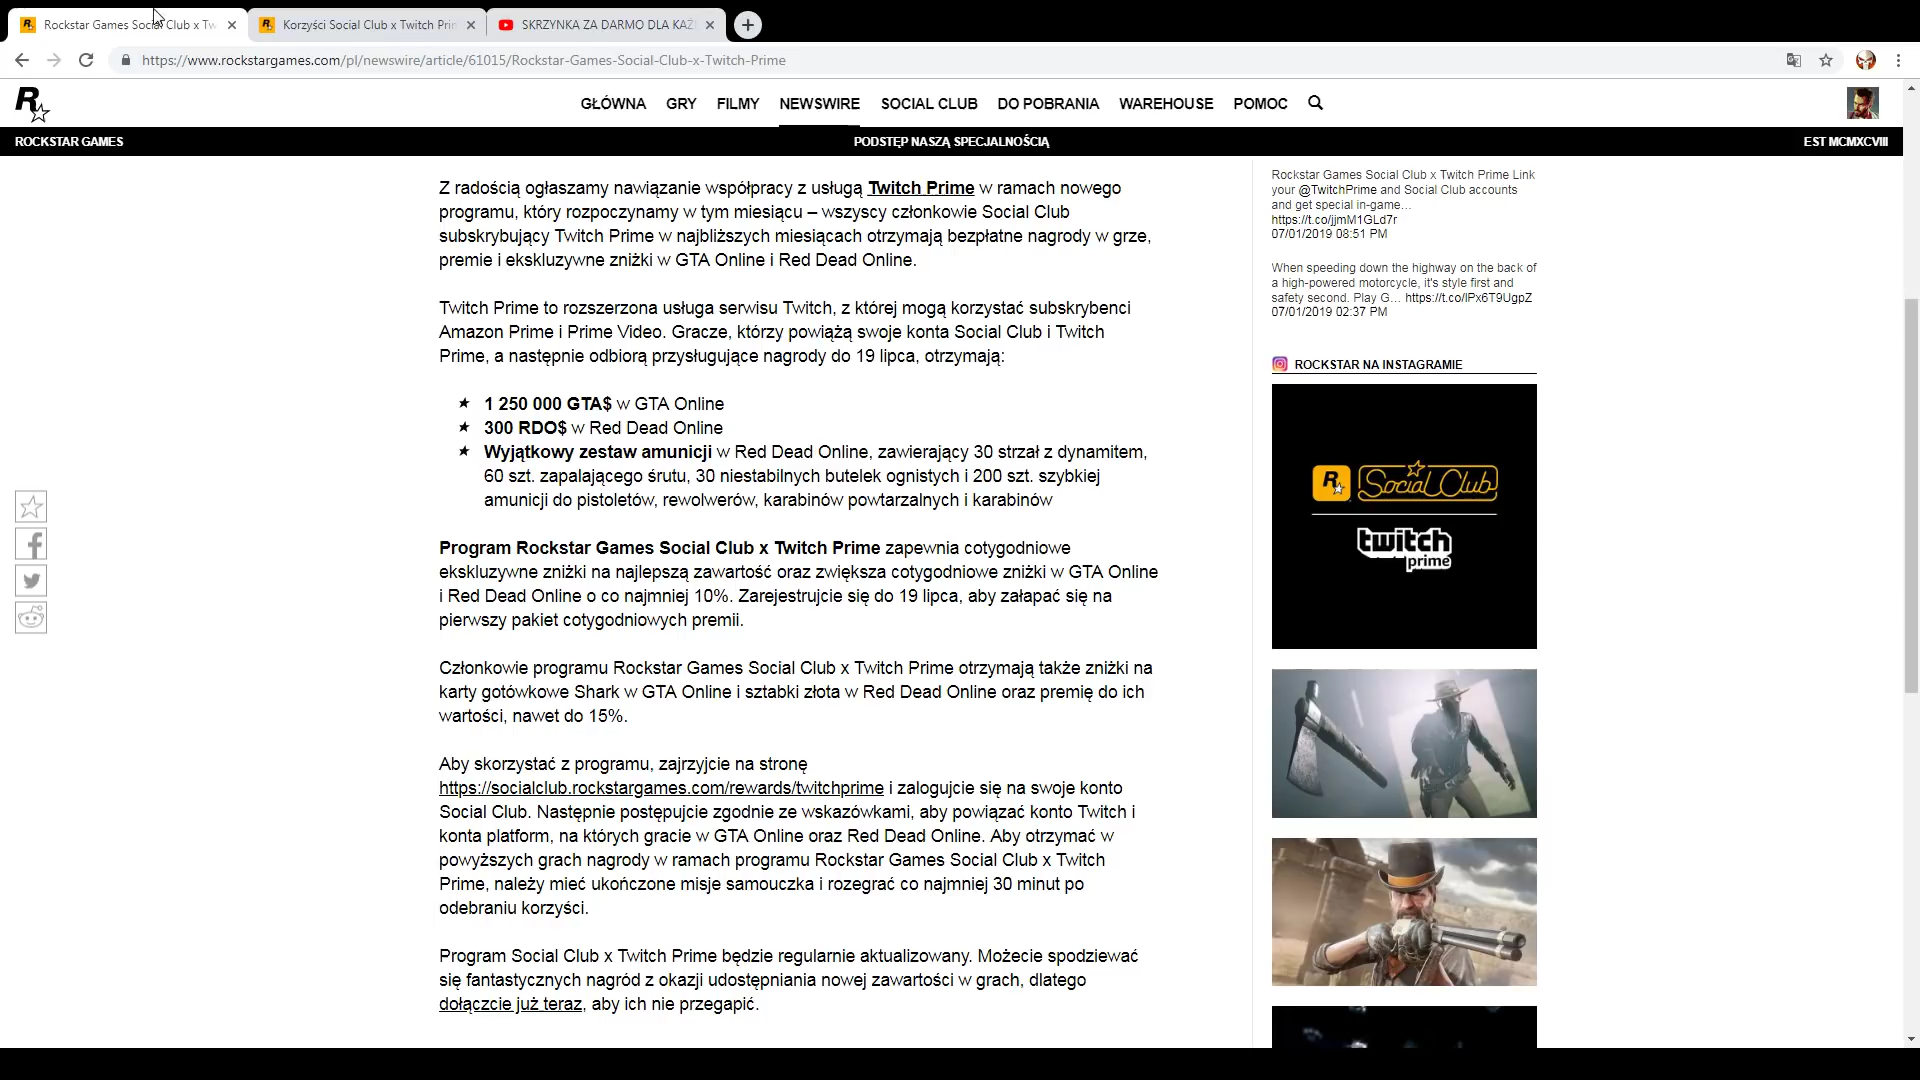 Rockstar Games Social Club x Tw
Korzyści Social Club x Twitch Prim
SKRZYNKA ZA DARMO DLA KAŻ
https://www.rockstargames.com/pl/newswire/article/61015/Rockstar-Games-Social-Club-x-Twitch-Prime
GŁÓWNA GRY FILMY NEWSWIRE SOCIAL CLUB DO POBRANIA WAREHOUSE POMOC
ROCKSTAR GAMES PODSTĘP NASZĄ SPECJALNOŚCIĄ EST MCMXCVIII
Z radością ogłaszamy nawiązanie współpracy z usługą Twitch Prime w ramach nowego
programu, który rozpoczynamy w tym miesiącu – wszyscy członkowie Social Club
subskrybujący Twitch Prime w najbliższych miesiącach otrzymają bezpłatne nagrody w grze,
premie i ekskluzywne zniżki w GTA Online i Red Dead Online.
Twitch Prime to rozszerzona usługa serwisu Twitch, z której mogą korzystać subskrybenci
Amazon Prime i Prime Video. Gracze, którzy powiążą swoje konta Social Club i Twitch
Prime, a następnie odbiorą przysługujące nagrody do 19 lipca, otrzymają:
1 250 000 GTA$ w GTA Online
300 RDO$ w Red Dead Online
Wyjątkowy zestaw amunicji w Red Dead Online, zawierający 30 strzał z dynamitem,
60 szt. zapalającego śrutu, 30 niestabilnych butelek ognistych i 200 szt. szybkiej
amunicji do pistoletów, rewolwerów, karabinów powtarzalnych i karabinów
Program Rockstar Games Social Club x Twitch Prime zapewnia cotygodniowe
ekskluzywne zniżki na najlepszą zawartość oraz zwiększa cotygodniowe zniżki w GTA Online
i Red Dead Online o co najmniej 10%. Zarejestrujcie się do 19 lipca, aby załapać się na
pierwszy pakiet cotygodniowych premii.
Członkowie programu Rockstar Games Social Club x Twitch Prime otrzymają także zniżki na
karty gotówkowe Shark w GTA Online i sztabki złota w Red Dead Online oraz premię do ich
wartości, nawet do 15%.
Aby skorzystać z programu, zajrzyjcie na stronę
https://socialclub.rockstargames.com/rewards/twitchprime i zalogujcie się na swoje konto
Social Club. Następnie postępujcie zgodnie ze wskazówkami, aby powiązać konto Twitch i
konta platform, na których gracie w GTA Online oraz Red Dead Online. Aby otrzymać w
powyższych grach nagrody w ramach programu Rockstar Games Social Club x Twitch
Prime, należy mieć ukończone misje samouczka i rozegrać co najmniej 30 minut po
odebraniu korzyści.
Program Social Club x Twitch Prime będzie regularnie aktualizowany. Możecie spodziewać
się fantastycznych nagród z okazji udostępniania nowej zawartości w grach, dlatego
dołączcie już teraz, aby ich nie przegapić.
Rockstar Games Social Club x Twitch Prime Link
your @TwitchPrime and Social Club accounts
and get special in-game…
https://t.co/jjmM1GLd7r
07/01/2019 08:51 PM
When speeding down the highway on the back of
a high-powered motorcycle, it's style first and
safety second. Play G… https://t.co/lPx6T9UgpZ
07/01/2019 02:37 PM
ROCKSTAR NA INSTAGRAMIE
R Social Club
twitch
prime